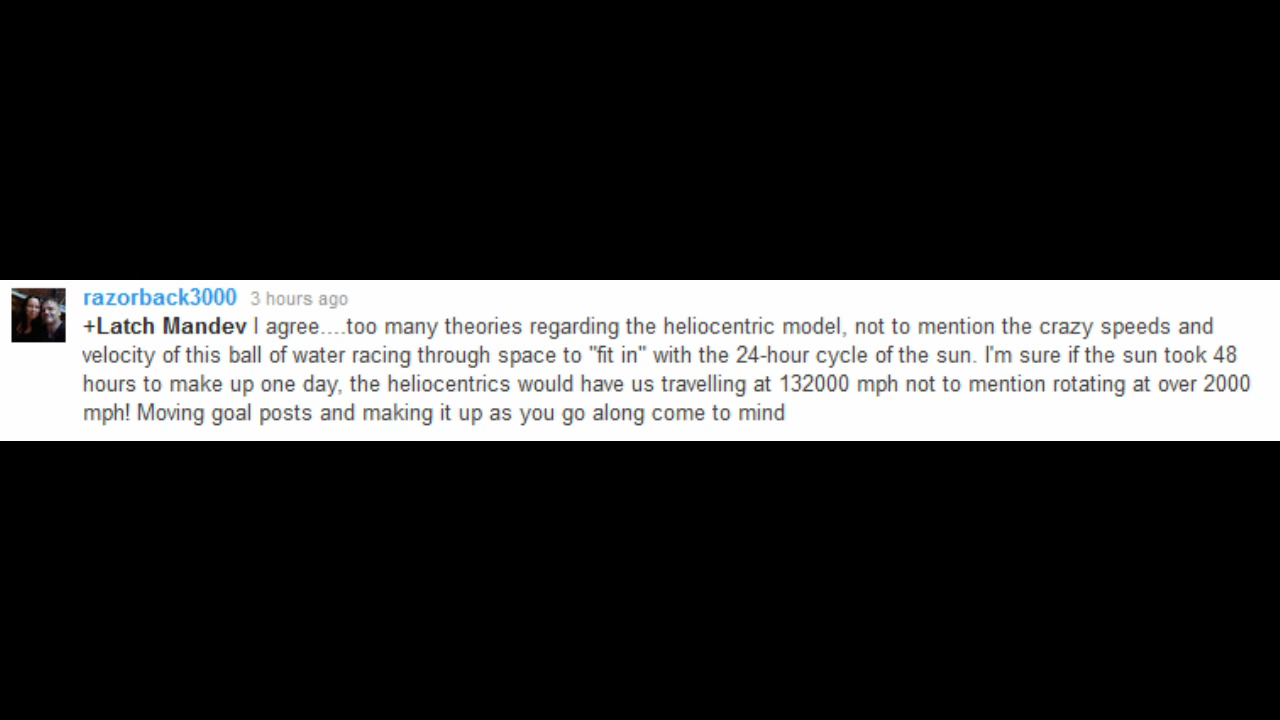 razorback3000 3 hours ago
+Latch Mandev I agree....too many theories regarding the heliocentric model, not to mention the crazy speeds and
velocity of this ball of water racing through space to "fit in" with the 24-hour cycle of the sun. I'm sure if the sun took 48
hours to make up one day, the heliocentrics would have us travelling at 132000 mph not to mention rotating at over 2000
mph! Moving goal posts and making it up as you go along come to mind